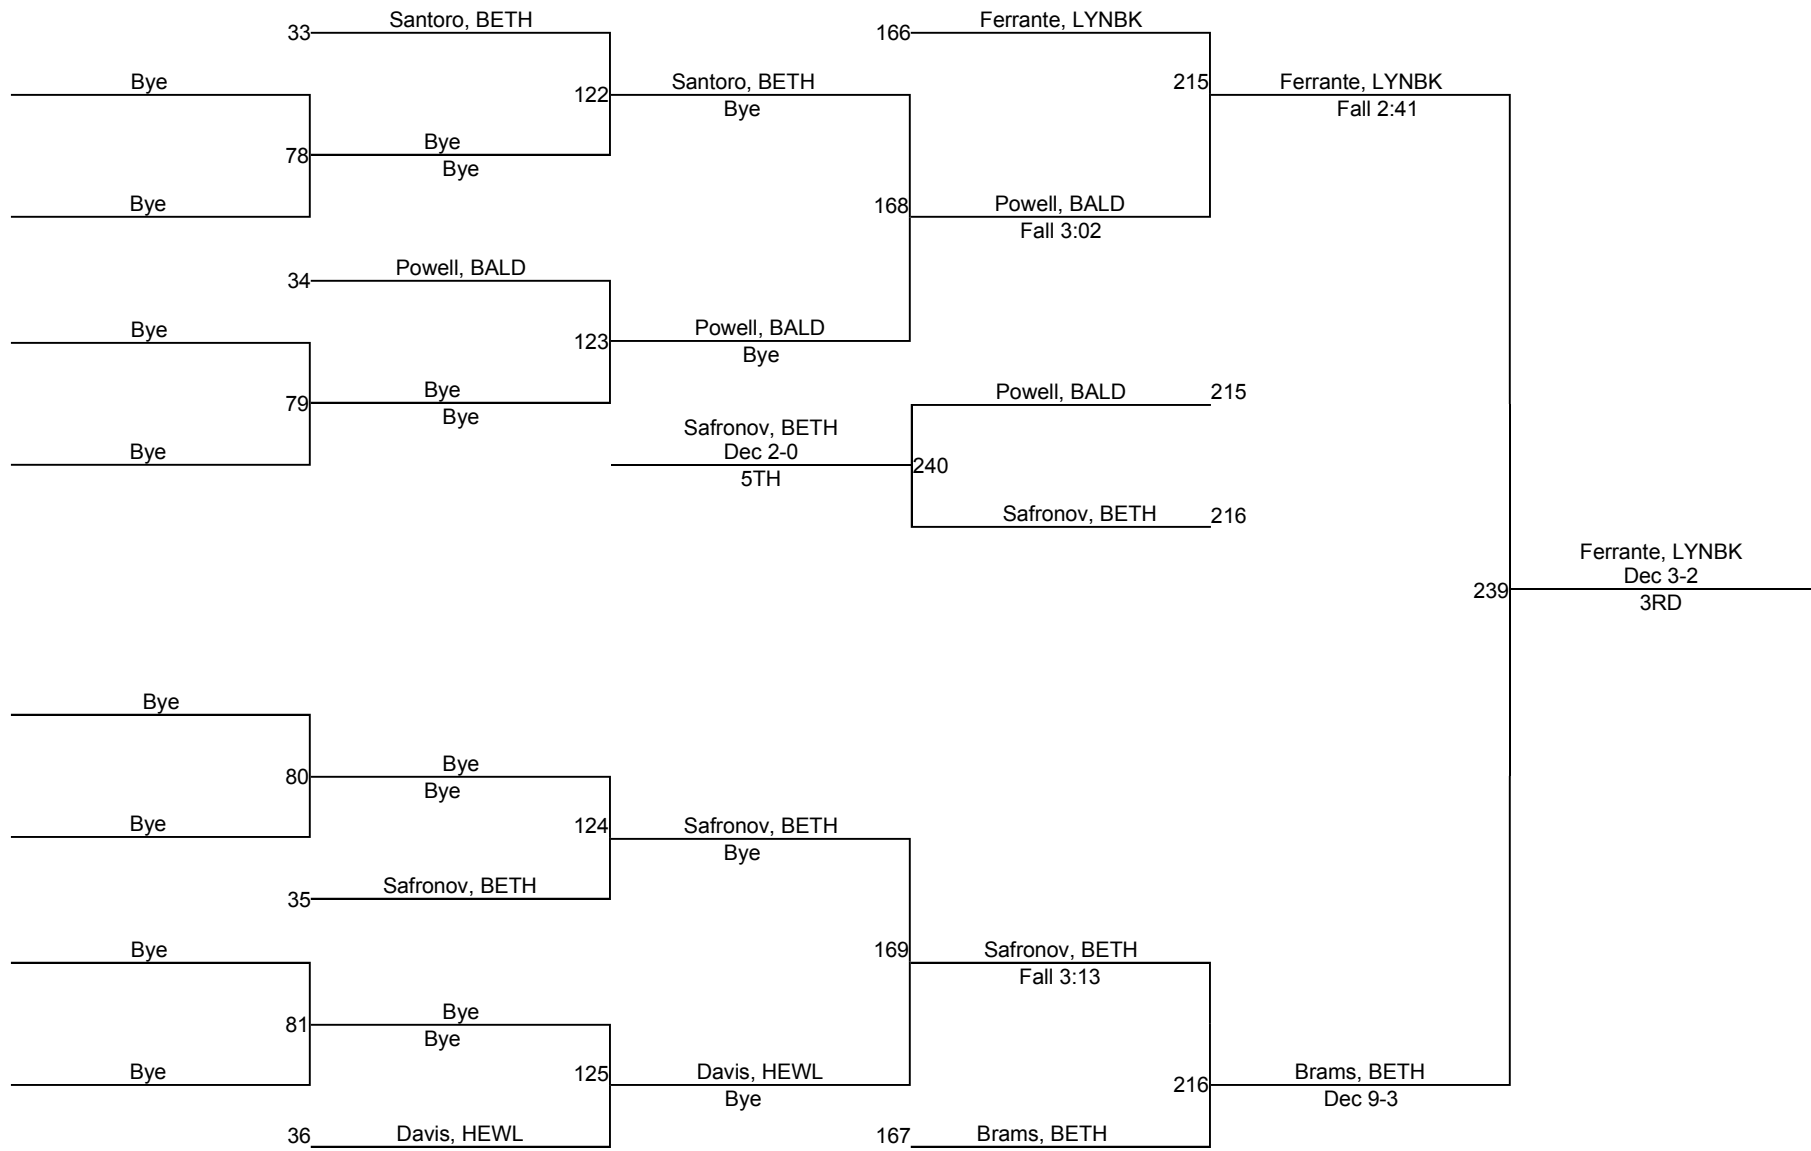 Santoro, BETH
33
Ferrante, LYNBK
166
Bye
Santoro, BETH
122
Bye
215
Ferrante, LYNBK
Fall 2:41
Bye
78
Bye
Bye
168
Powell, BALD
Fall 3:02
Powell, BALD
34
Bye
Powell, BALD
123
Bye
Bye
79
Bye
Powell, BALD
215
Safronov, BETH
Dec 2-0
5TH
240
Bye
Safronov, BETH
216
Ferrante, LYNBK
Dec 3-2
3RD
239
Bye
Bye
80
Bye
Bye
124
Safronov, BETH
Bye
Safronov, BETH
35
Bye
169
Safronov, BETH
Fall 3:13
Bye
81
Bye
Bye
125
Davis, HEWL
Bye
216
Brams, BETH
Dec 9-3
36
Davis, HEWL
167
Brams, BETH